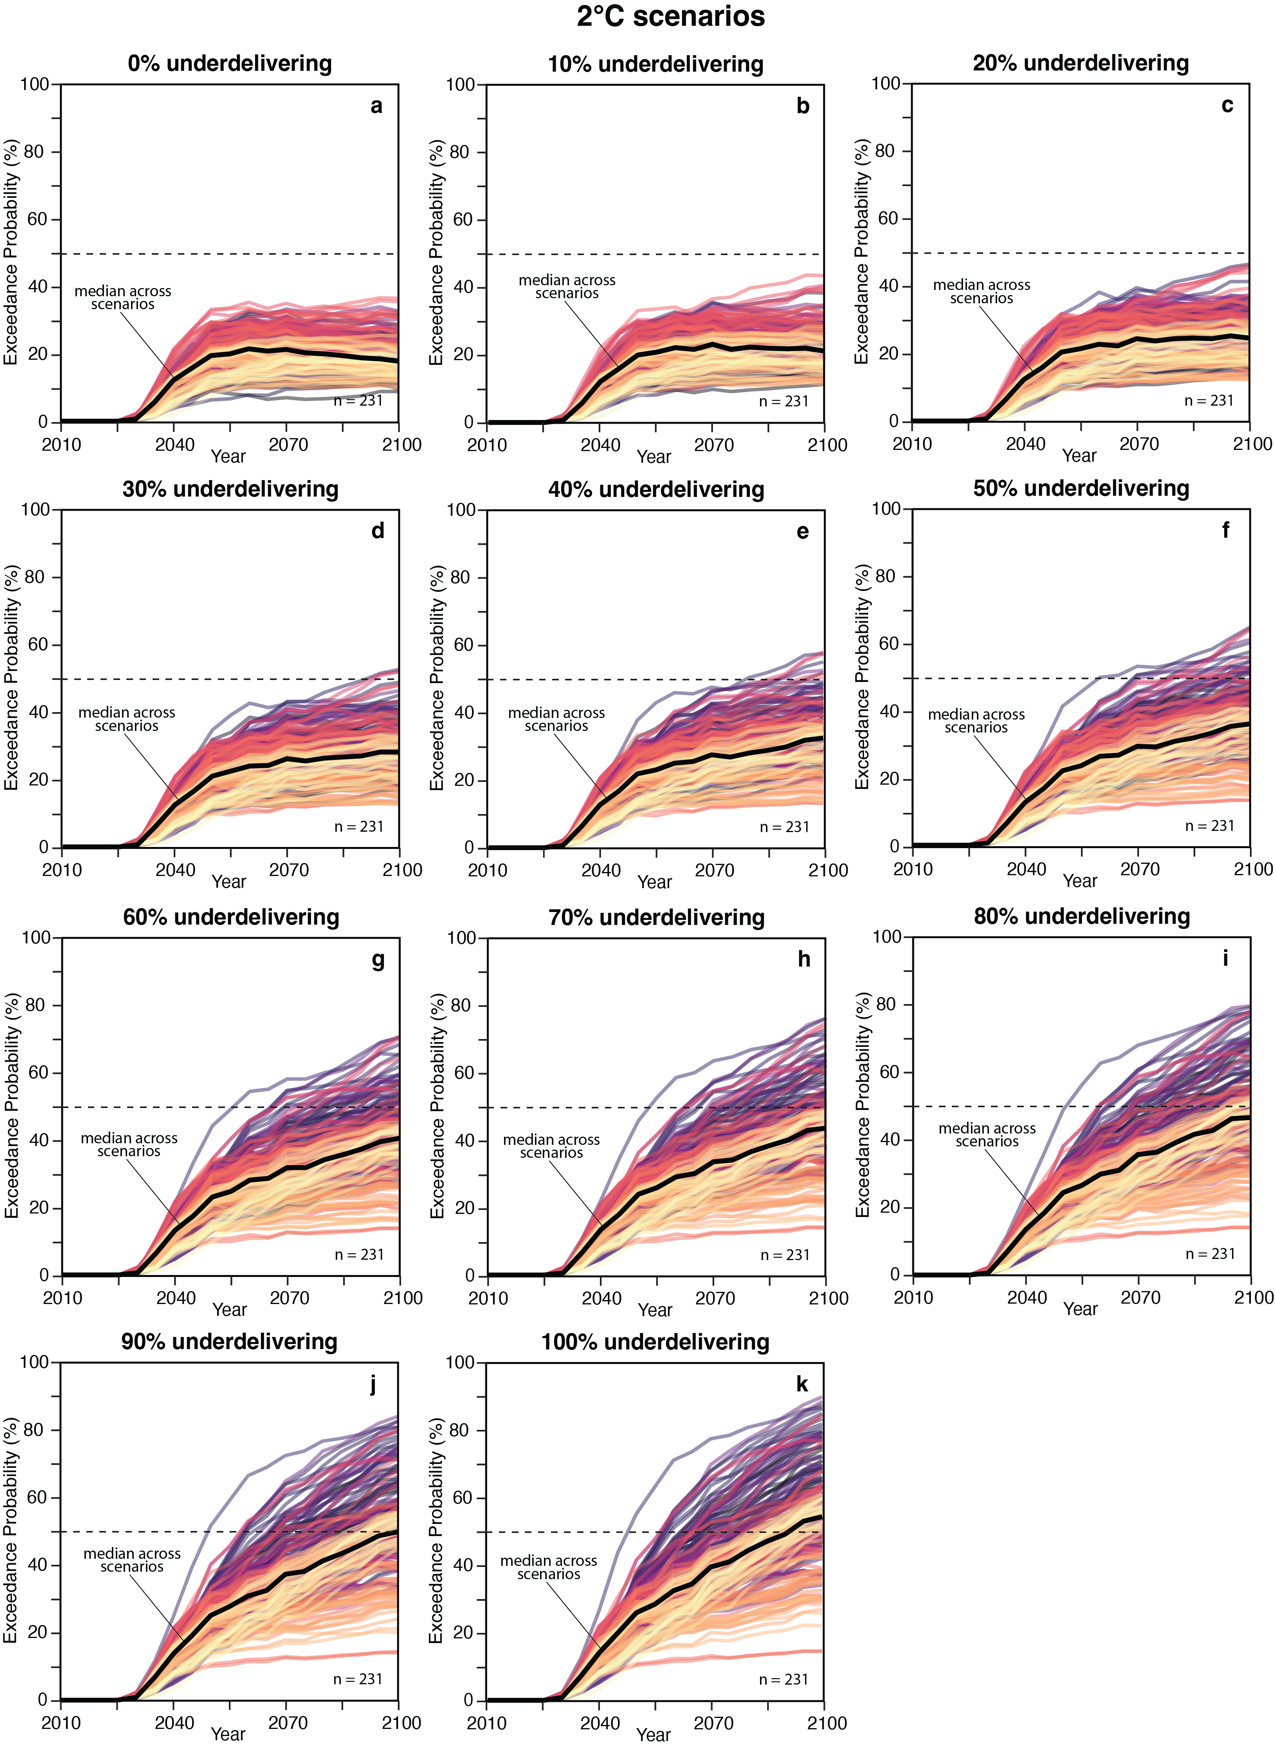 2°C scenarios
0% underdelivering
a
100
80
60
40
20
0
Exceedance Probability (%)
median across
scenarios
n = 231
2010
2040
2070
2100
Year
10% underdelivering
b
100
80
60
40
20
0
Exceedance Probability (%)
median across
scenarios
n = 231
2010
2040
2070
2100
Year
20% underdelivering
c
100
80
60
40
20
0
Exceedance Probability (%)
median across
scenarios
n = 231
2010
2040
2070
2100
Year
30% underdelivering
d
100
80
60
40
20
0
Exceedance Probability (%)
median across
scenarios
n = 231
2010
2040
2070
2100
Year
40% underdelivering
e
100
80
60
40
20
0
Exceedance Probability (%)
median across
scenarios
n = 231
2010
2040
2070
2100
Year
50% underdelivering
f
100
80
60
40
20
0
Exceedance Probability (%)
median across
scenarios
n = 231
2010
2040
2070
2100
Year
60% underdelivering
g
100
80
60
40
20
0
Exceedance Probability (%)
median across
scenarios
n = 231
2010
2040
2070
2100
Year
70% underdelivering
h
100
80
60
40
20
0
Exceedance Probability (%)
median across
scenarios
n = 231
2010
2040
2070
2100
Year
80% underdelivering
i
100
80
60
40
20
0
Exceedance Probability (%)
median across
scenarios
n = 231
2010
2040
2070
2100
Year
90% underdelivering
j
100
80
60
40
20
0
Exceedance Probability (%)
median across
scenarios
n = 231
2010
2040
2070
2100
Year
100% underdelivering
k
100
80
60
40
20
0
Exceedance Probability (%)
median across
scenarios
n = 231
2010
2040
2070
2100
Year